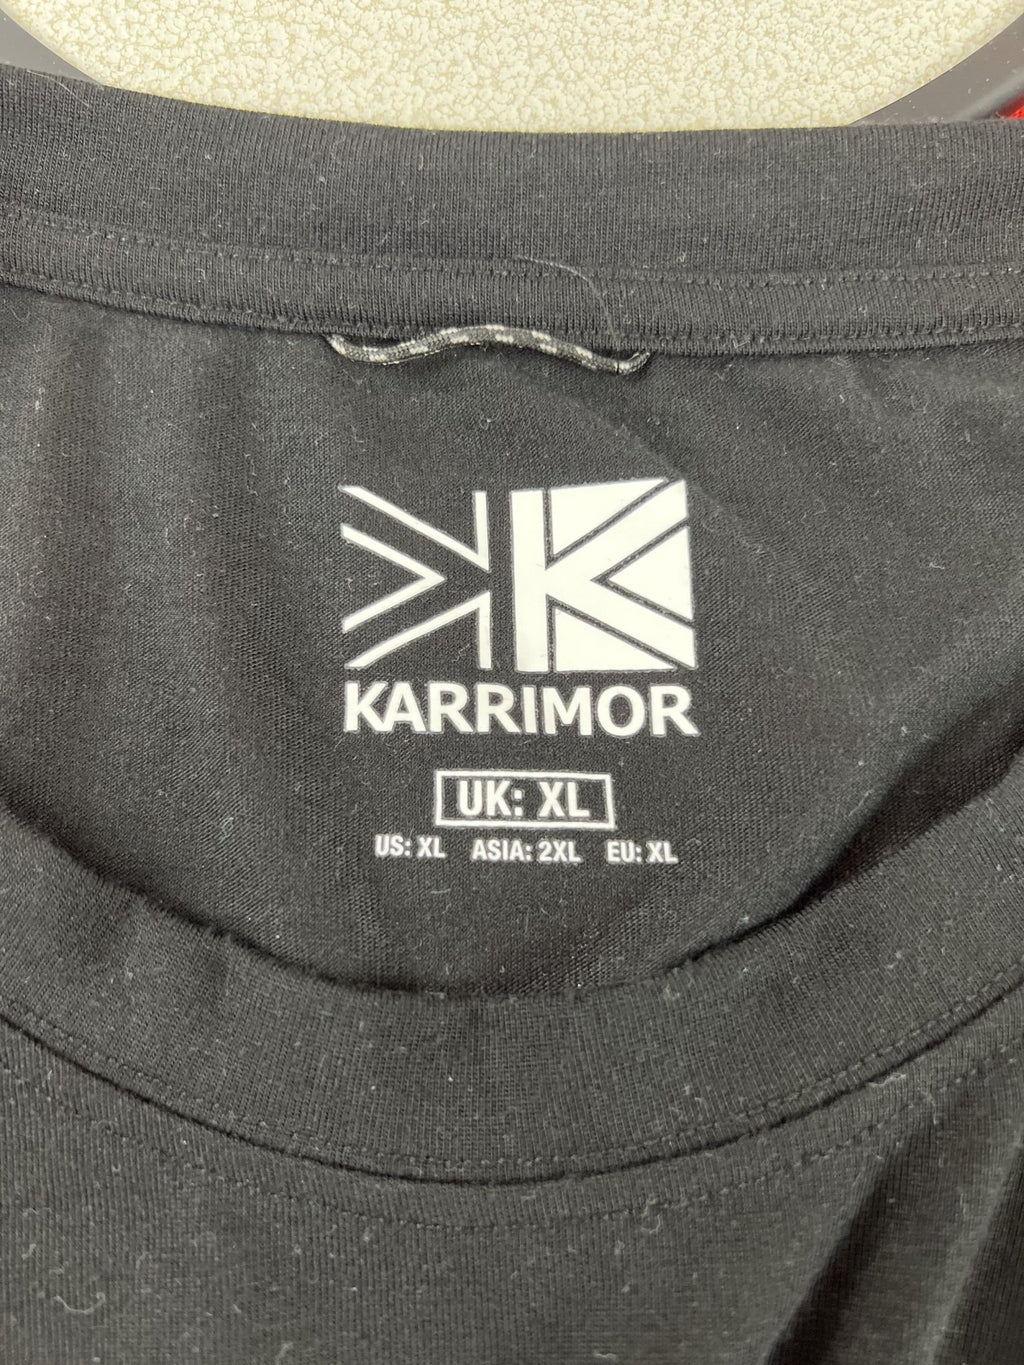 KARRIMOR
UK: XL
US: XL ASIA: 2XL EU: XL